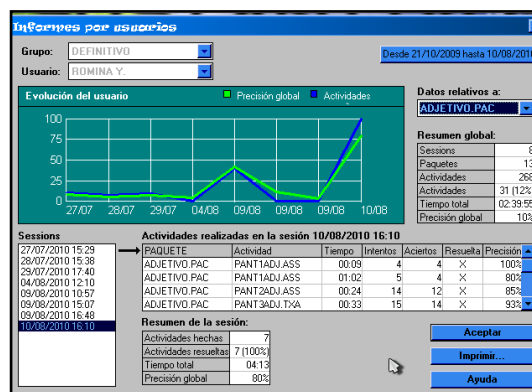 Informes por usuarios
Grupo: DEFINITIVO
Usuario: ROMINA Y.
Desde 21/10/2009 hasta 10/08/2010
Datos relativos a:
ADJETIVO.PAC
Evolución del usuario Precisión global Actividades
100
75
50
25
0
27/07 28/07 29/07 04/08 09/08 09/08 09/08 10/08
Resumen global:
Sessions 8
Paquetes 13
Actividades 268
Actividades 31 (12%
Tiempo total 02:39:55
Precisión global 10%
Sessions
27/07/2010 15:29
28/07/2010 15:38
29/07/2010 17:40
04/08/2010 12:10
09/08/2010 10:57
09/08/2010 15:07
09/08/2010 16:48
10/08/2010 16:10
Actividades realizadas en la sesión 10/08/2010 16:10
PAQUETE Actividad Tiempo Intentos Aciertos Resuelta Precisión
ADJETIVO.PAC PANT1ADJ.ASS 00:09 4 4 X 100%
ADJETIVO.PAC PANT1ADJ.ASS 01:02 5 4 X 80%
ADJETIVO.PAC PANT2ADJ.ASS 00:24 14 12 X 85%
ADJETIVO.PAC PANT3ADJ.TXA 00:33 15 14 X 93%
Resumen de la sesión:
Actividades hechas 7
Actividades resueltas 7 (100%)
Tiempo total 04:13
Precisión global 80%
Aceptar
Imprimir...
Ayuda